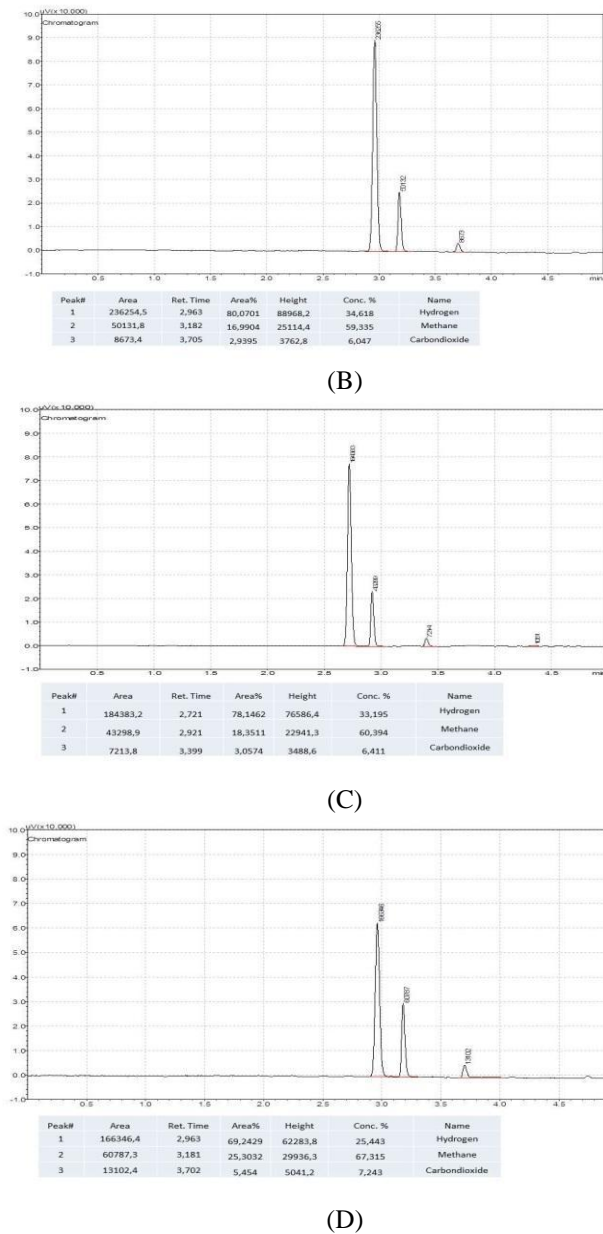 uV(x10,000)
10.0
Chromatogram
9.0
8.0
7.0
6.0
5.0
4.0
3.0
2.0
1.0
0.0
-1.0
0.5 1.0 1.5 2.0 2.5 3.0 3.5 4.0 4.5 min
Peak# Area Ret. Time Area% Height Conc. % Name
1 236254,5 2,963 80,0701 88968,2 34,618 Hydrogen
2 50131,8 3,182 16,9904 25114,4 59,335 Methane
3 8673,4 3,705 2,9395 3762,8 6,047 Carbondioxide
(B)
uV(x10,000)
10.0
Chromatogram
9.0
8.0
7.0
6.0
5.0
4.0
3.0
2.0
1.0
0.0
-1.0
0.5 1.0 1.5 2.0 2.5 3.0 3.5 4.0 4.5
Peak# Area Ret. Time Area% Height Conc. % Name
1 184383,2 2,721 78,1462 76586,4 33,195 Hydrogen
2 43298,9 2,921 18,3511 22941,3 60,394 Methane
3 7213,8 3,399 3,0574 3488,6 6,411 Carbondioxide
(C)
uV(x10,000)
10.0
Chromatogram
9.0
8.0
7.0
6.0
5.0
4.0
3.0
2.0
1.0
0.0
-1.0
0.5 1.0 1.5 2.0 2.5 3.0 3.5 4.0 4.5
Peak# Area Ret. Time Area% Height Conc. % Name
1 166346,4 2,963 69,2429 62283,8 25,443 Hydrogen
2 60787,3 3,181 25,3032 29936,3 67,315 Methane
3 13102,4 3,702 5,454 5041,2 7,243 Carbondioxide
(D)